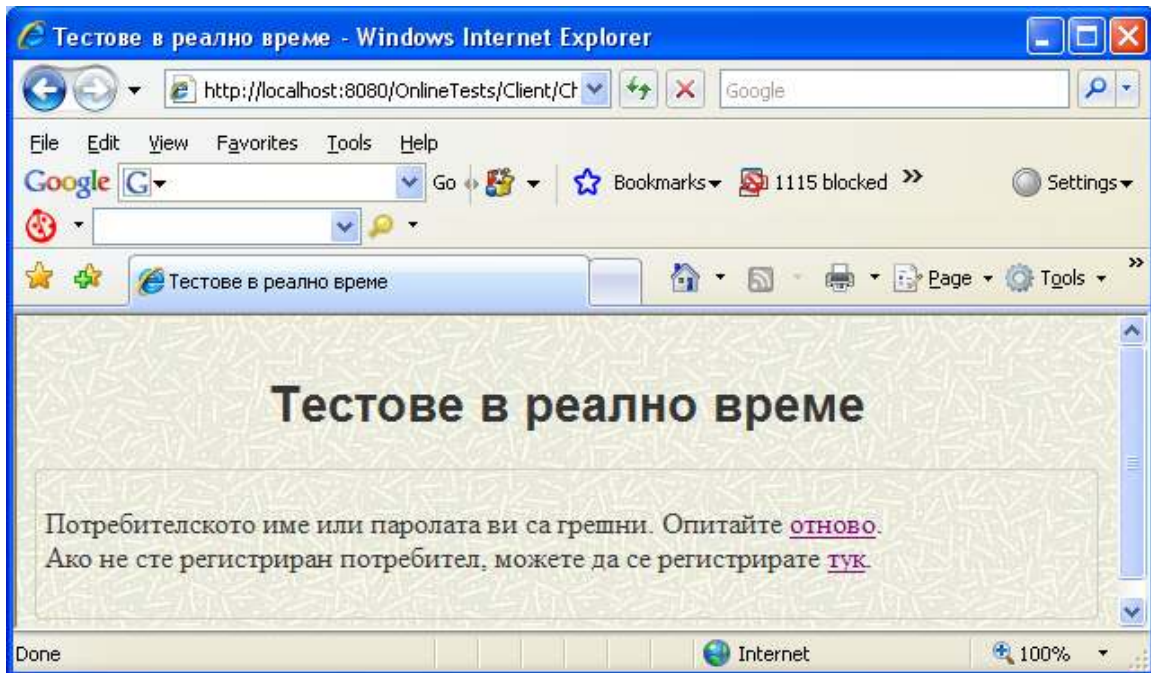 Тестове в реално време - Windows Internet Explorer
http://localhost:8080/OnlineTests/Client/Ch
Google
File Edit View Favorites Tools Help
Google G Go Bookmarks 1115 blocked » Settings
Тестове в реално време Page Tools »
Тестове в реално време
Потребителското име или паролата ви са грешни. Опитайте отново.
Ако не сте регистриран потребител, можете да се регистрирате тук.
Done Internet 100%